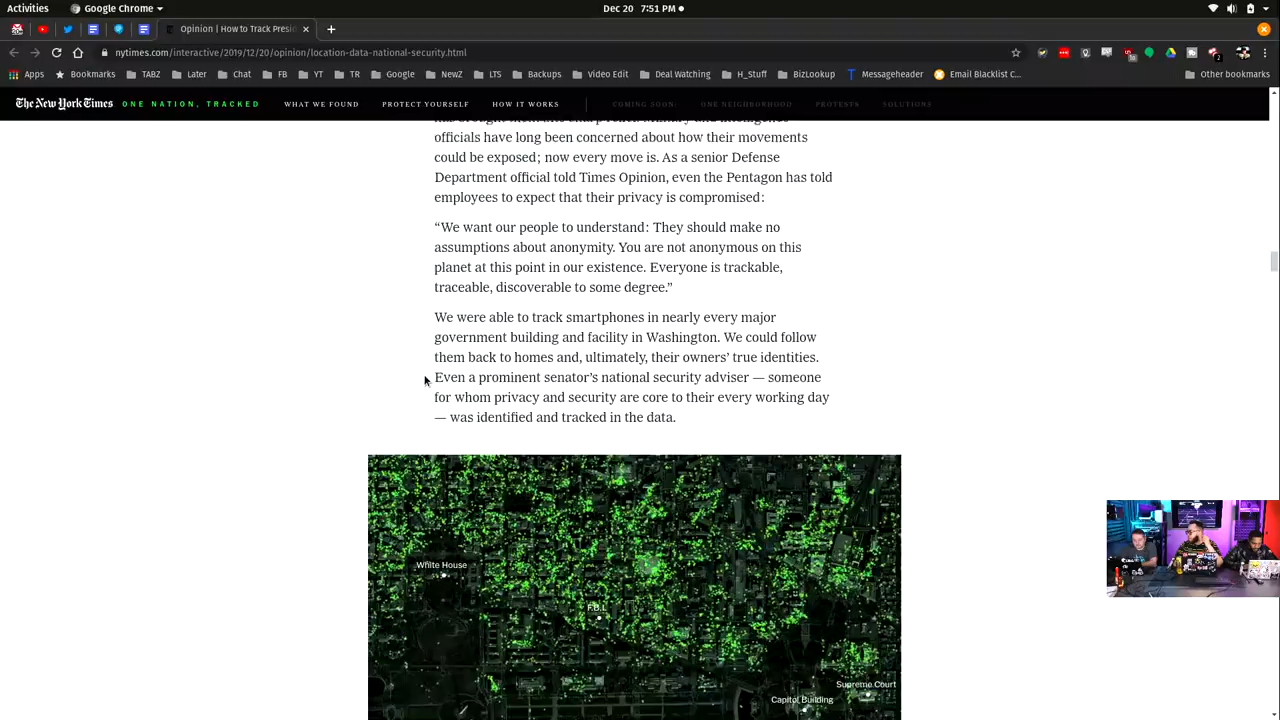 Activities
Google Chrome
Dec 20 7:51 PM
Opinion | How to Track Presi
nytimes.com/interactive/2019/12/20/opinion/location-data-national-security.html
Apps
Bookmarks
TABZ
Later
Chat
FB
YT
TR
Google
NewZ
LTS
Backups
Video Edit
Deal Watching
H_Stuff
BizLookup
Messageheader
Email Blacklist C...
Other bookmarks
The New York Times
ONE NATION, TRACKED
WHAT WE FOUND
PROTECT YOURSELF
HOW IT WORKS
COMING SOON:
ONE NEIGHBORHOOD
PROTESTS
SOLUTIONS
officials have long been concerned about how their movements
could be exposed; now every move is. As a senior Defense
Department official told Times Opinion, even the Pentagon has told
employees to expect that their privacy is compromised:
“We want our people to understand: They should make no
assumptions about anonymity. You are not anonymous on this
planet at this point in our existence. Everyone is trackable,
traceable, discoverable to some degree.”
We were able to track smartphones in nearly every major
government building and facility in Washington. We could follow
them back to homes and, ultimately, their owners’ true identities.
Even a prominent senator’s national security adviser — someone
for whom privacy and security are core to their every working day
— was identified and tracked in the data.
White House
F.B.I.
Supreme Court
Capitol Building